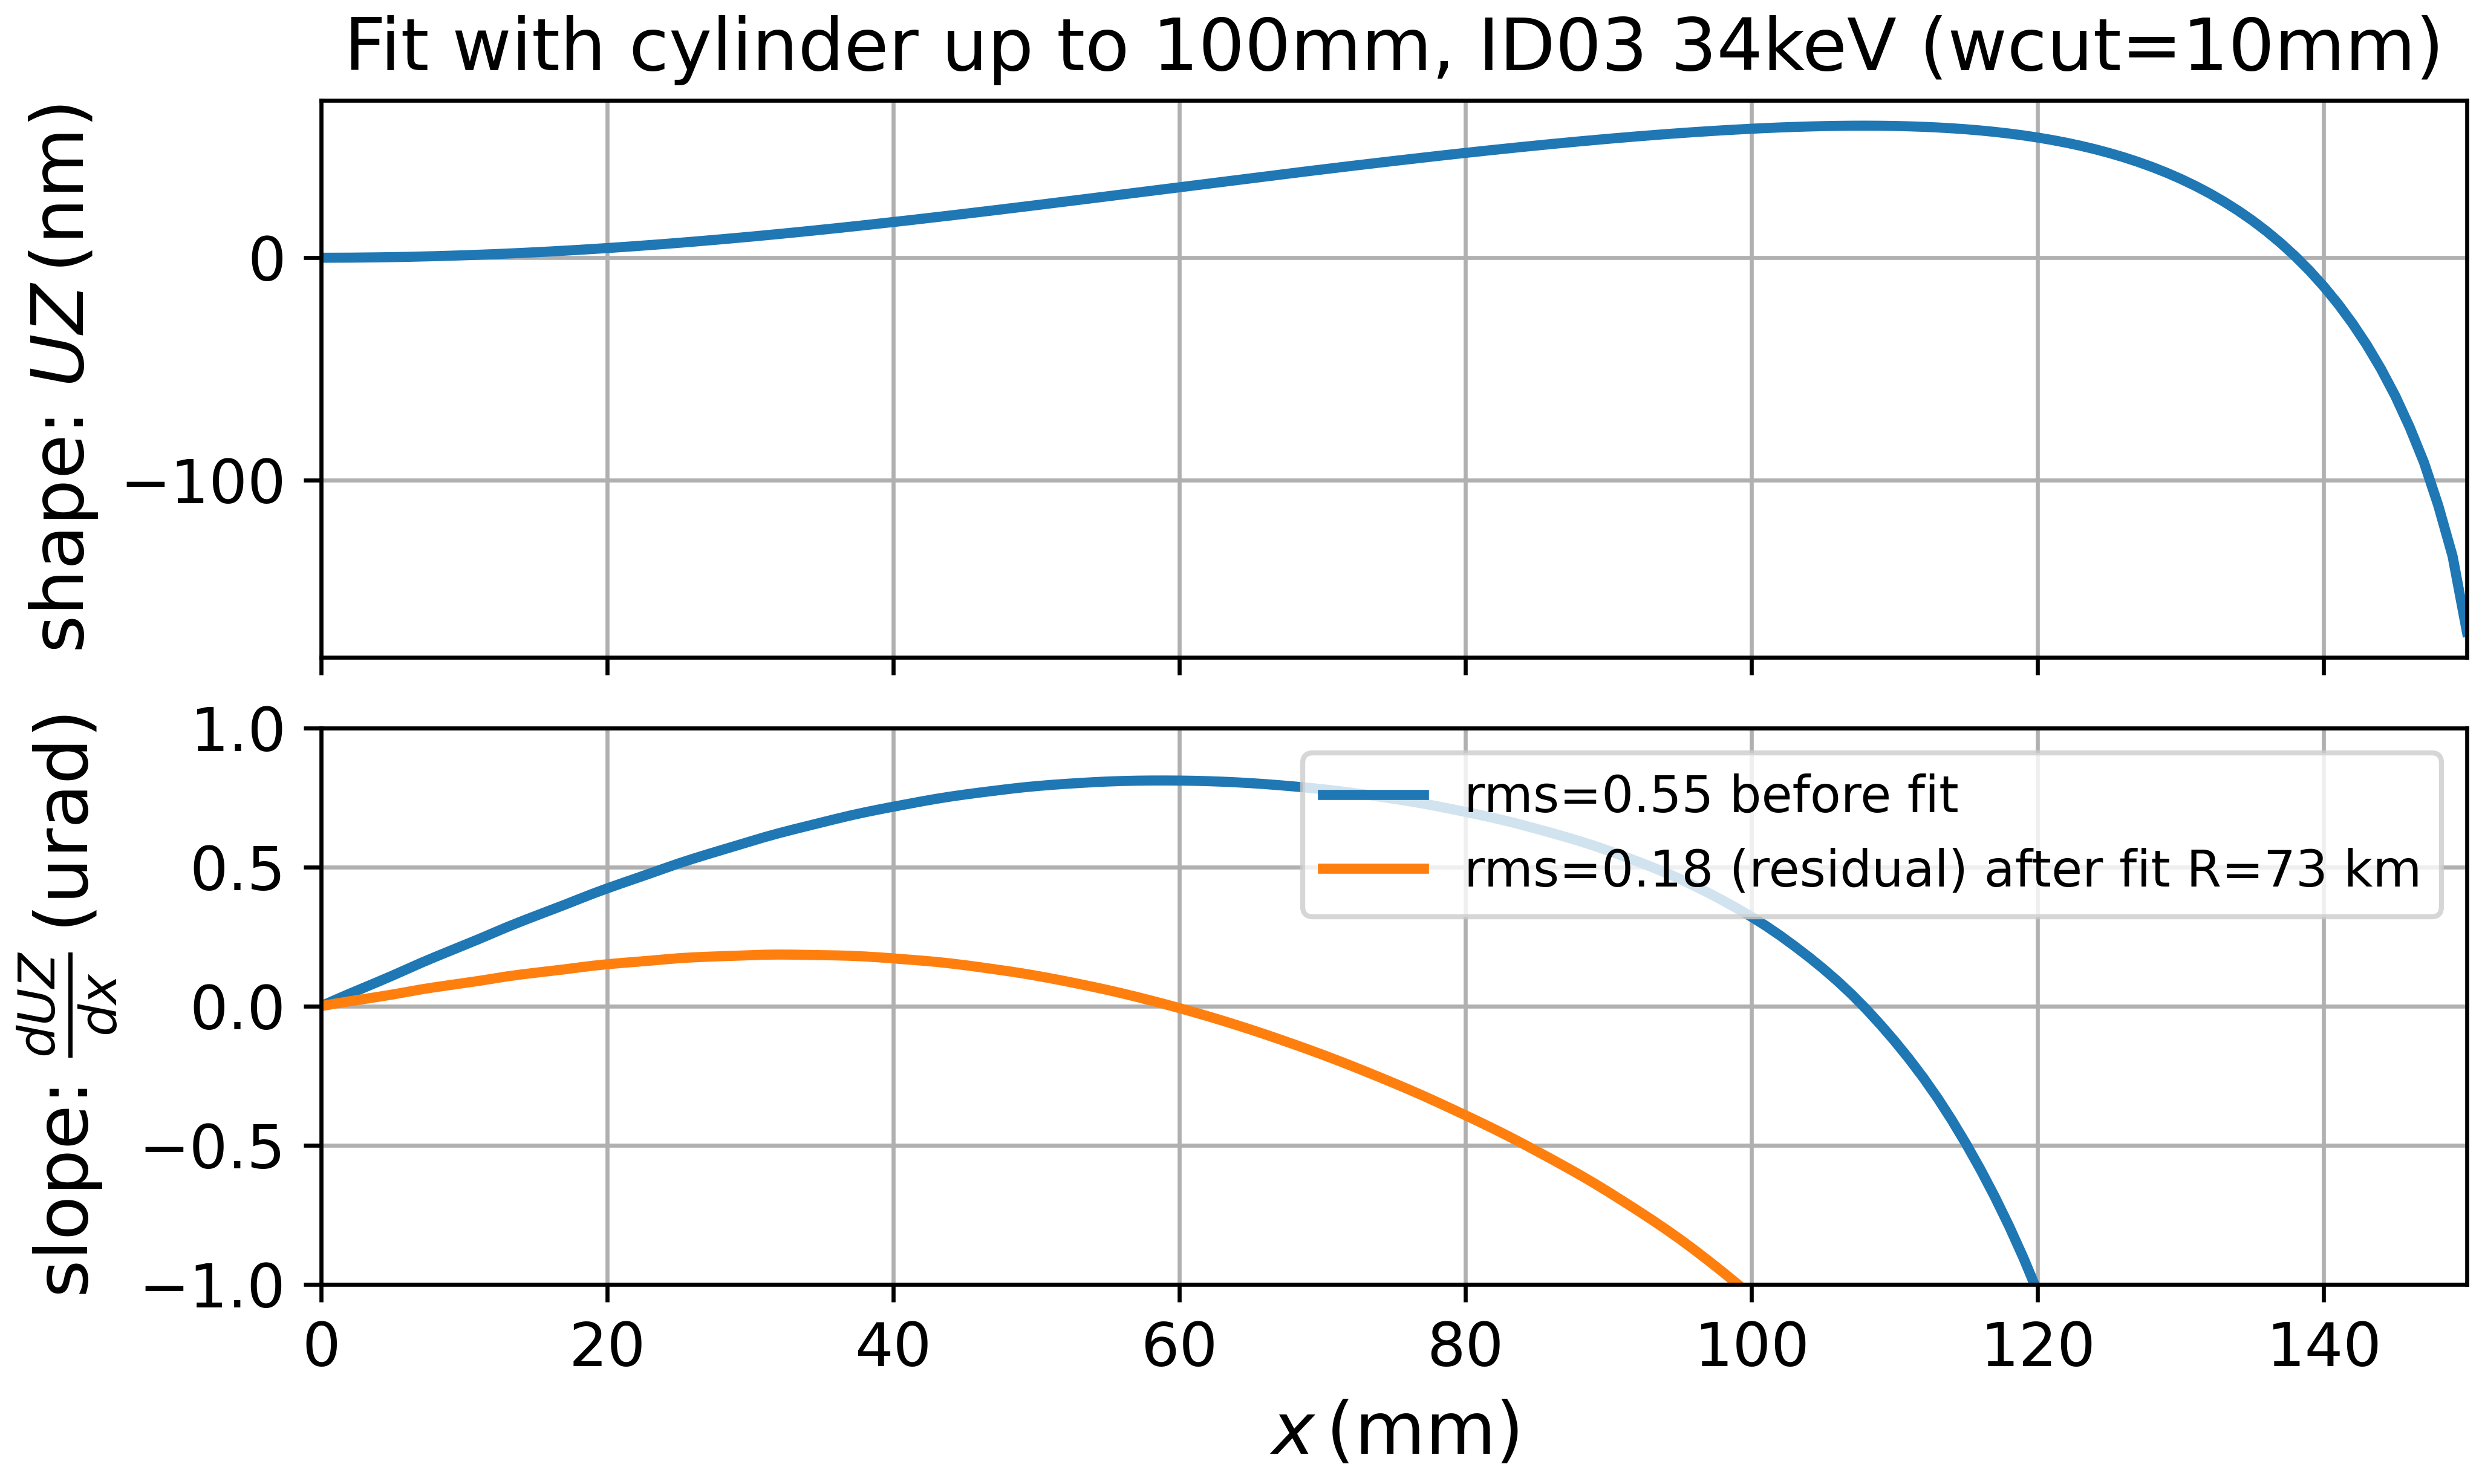 Fit with cylinder up to 100mm, ID03 34keV (wcut=10mm)
shape: UZ (nm)
0
−100
slope: dUZ/dx (urad)
1.0
0.5
0.0
−0.5
−1.0
rms=0.55 before fit
rms=0.18 (residual) after fit R=73 km
0 20 40 60 80 100 120 140
x (mm)